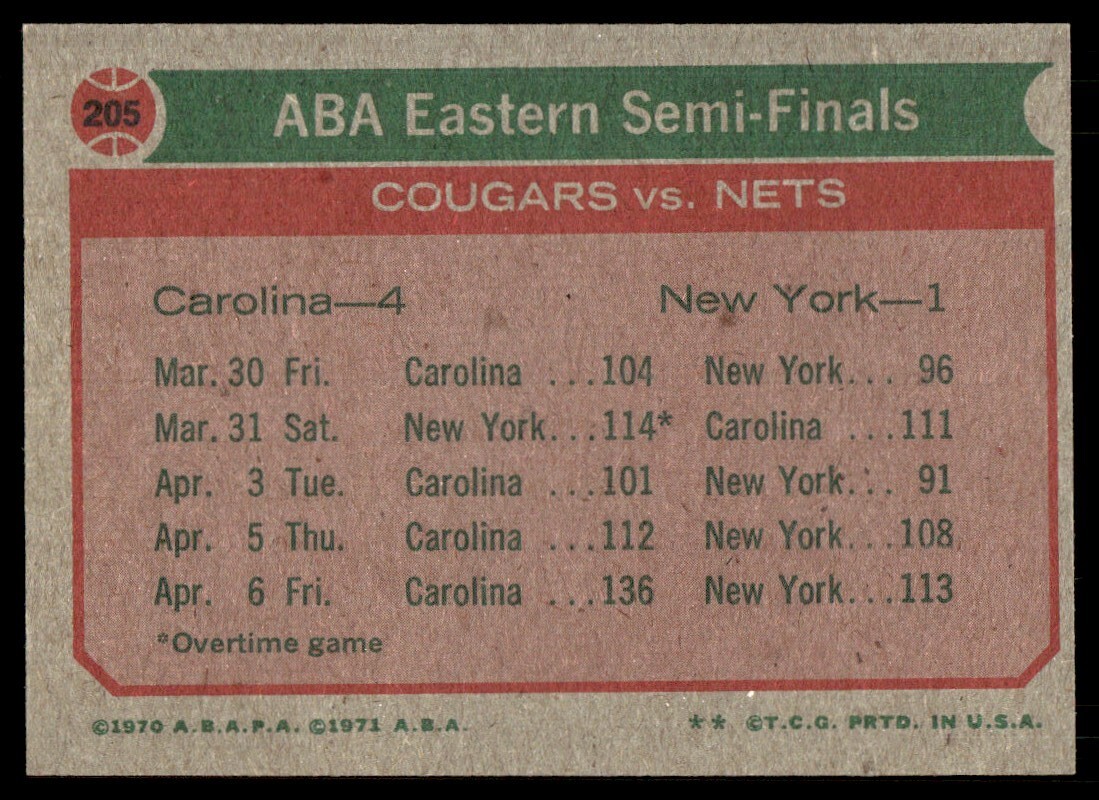 205
ABA Eastern Semi-Finals
COUGARS vs. NETS
Carolina—4 New York—1
Mar. 30 Fri. Carolina ...104 New York... 96
Mar. 31 Sat. New York...114* Carolina ...111
Apr. 3 Tue. Carolina ...101 New York... 91
Apr. 5 Thu. Carolina ...112 New York...108
Apr. 6 Fri. Carolina ...136 New York...113
*Overtime game
©1970 A.B.A.P.A. ©1971 A.B.A. ** ©T.C.G. PRTD. IN U.S.A.